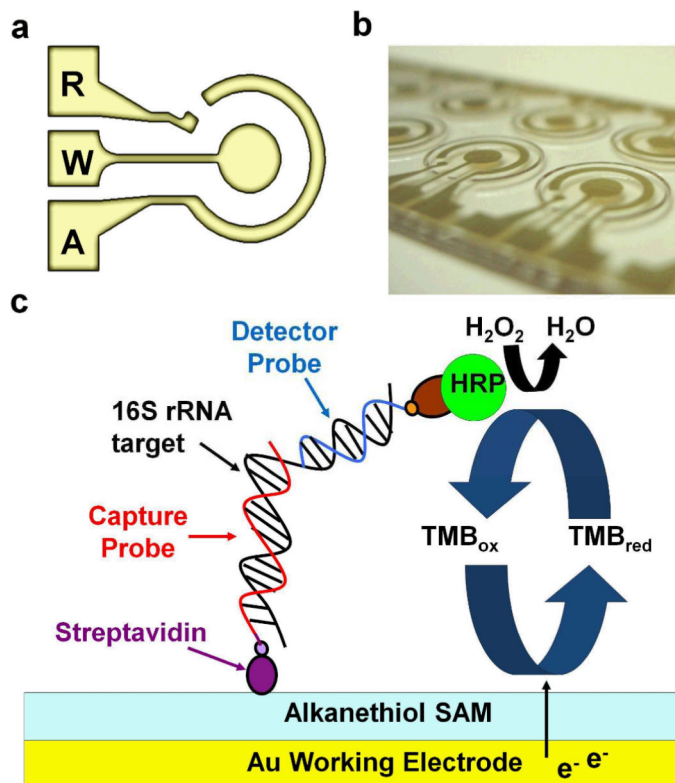 a
R
W
A
b
c
Detector
Probe
H₂O₂
H₂O
HRP
16S rRNA
target
Capture
Probe
TMBox
TMBred
Streptavidin
Alkanethiol SAM
Au Working Electrode
e⁻ e⁻